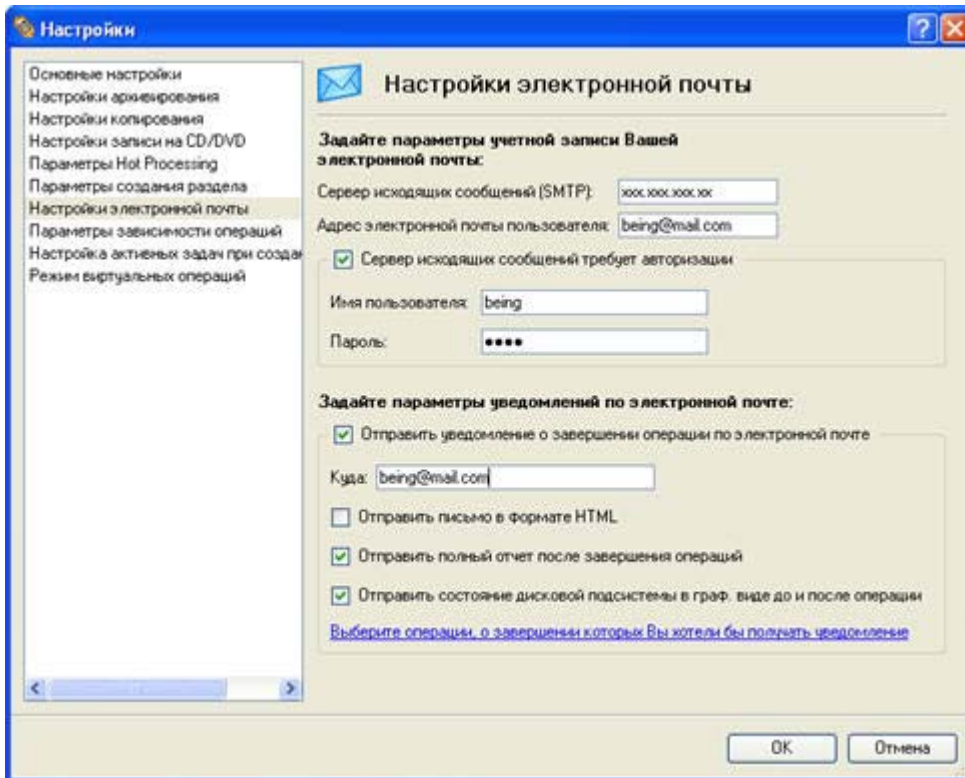 Настройки
Основные настройки
Настройки архивирования
Настройки копирования
Настройки записи на CD/DVD
Параметры Hot Processing
Параметры создания раздела
Настройки электронной почты
Параметры зависимости операций
Настройка активных задач при создан
Режим виртуальных операций
Настройки электронной почты
Задайте параметры учетной записи Вашей
электронной почты:
Сервер исходящих сообщений (SMTP): xxx.xxx.xxx.xx
Адрес электронной почты пользователя: being@mail.com
Сервер исходящих сообщений требует авторизации
Имя пользователя: being
Пароль: ••••
Задайте параметры уведомлений по электронной почте:
Отправить уведомление о завершении операции по электронной почте
Куда: being@mail.com
Отправить письмо в формате HTML
Отправить полный отчет после завершения операций
Отправить состояние дисковой подсистемы в граф. виде до и после операции
Выберите операции, о завершении которых Вы хотели бы получать уведомление
OK
Отмена